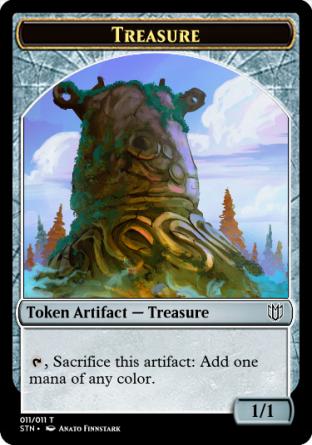 Treasure
Token Artifact — Treasure
, Sacrifice this artifact: Add one
mana of any color.
1/1
011/011 T
STN • Anato Finnstark